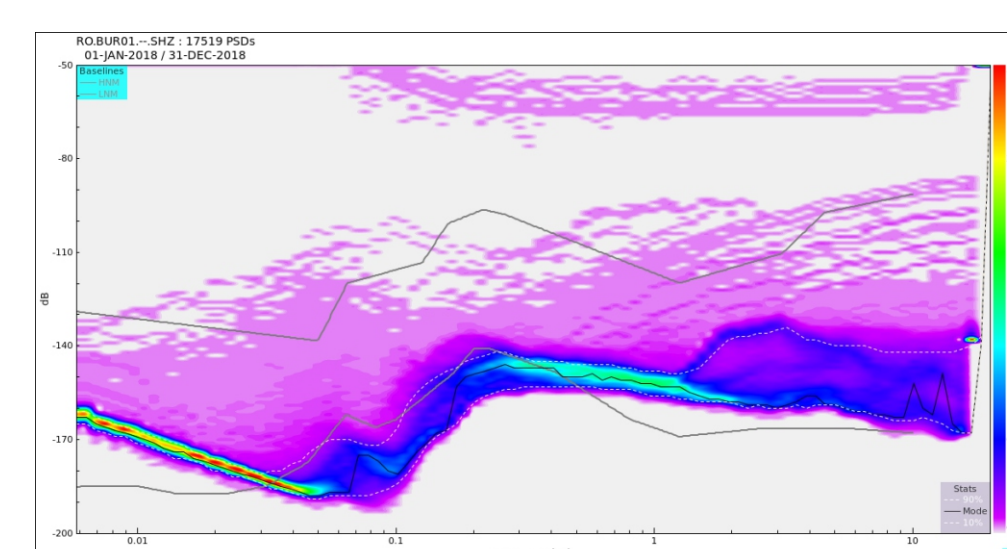 RO.BUR01.--.SHZ : 17519 PSDs
01-JAN-2018 / 31-DEC-2018
Baselines
HNM
LNM
-50
-80
-110
dB
-140
-170
-200
Stats
90%
Mode
10%
0.01
0.1
1
10